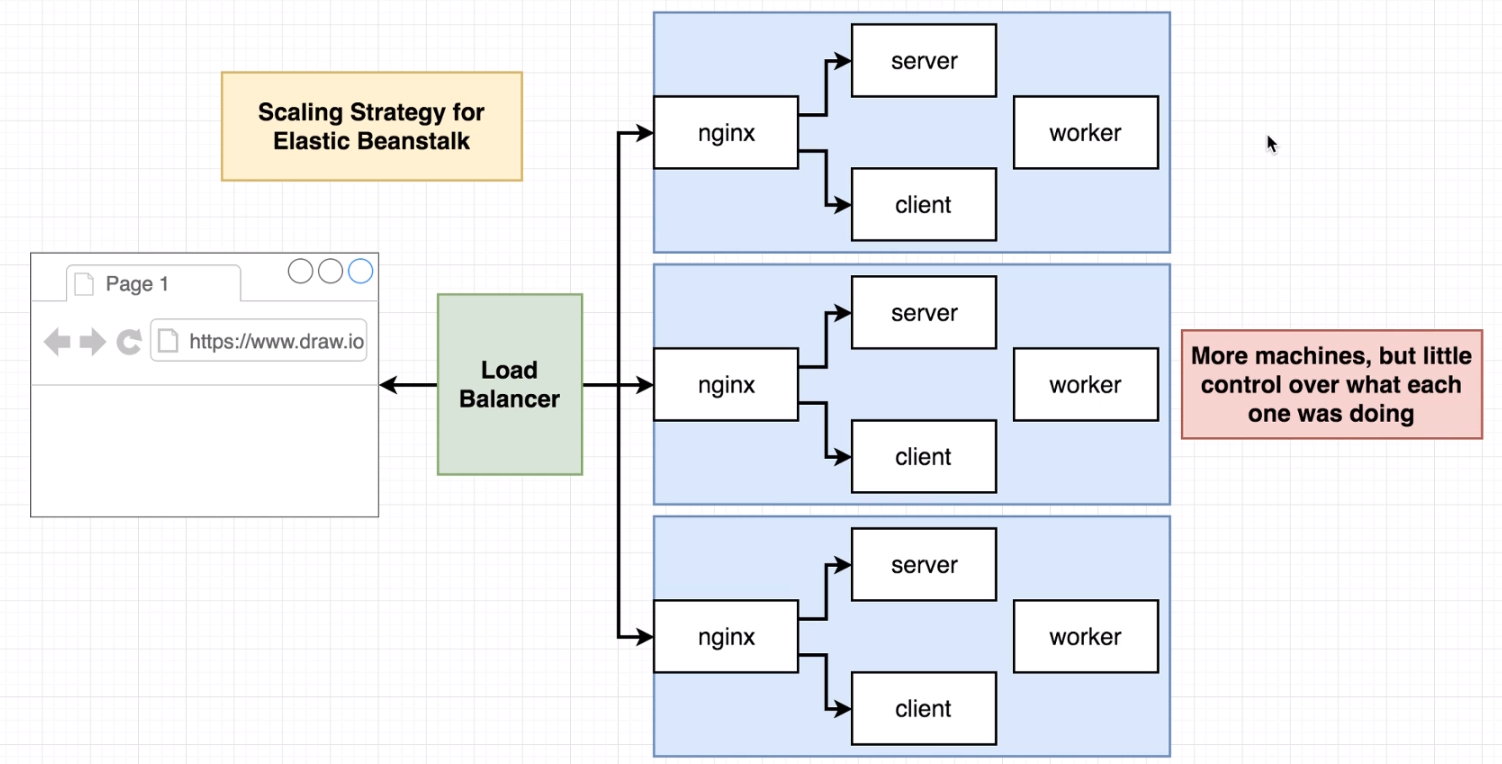 Scaling Strategy for
Elastic Beanstalk
Page 1
https://www.draw.io
Load
Balancer
nginx
server
client
worker
nginx
server
client
worker
nginx
server
client
worker
More machines, but little
control over what each
one was doing